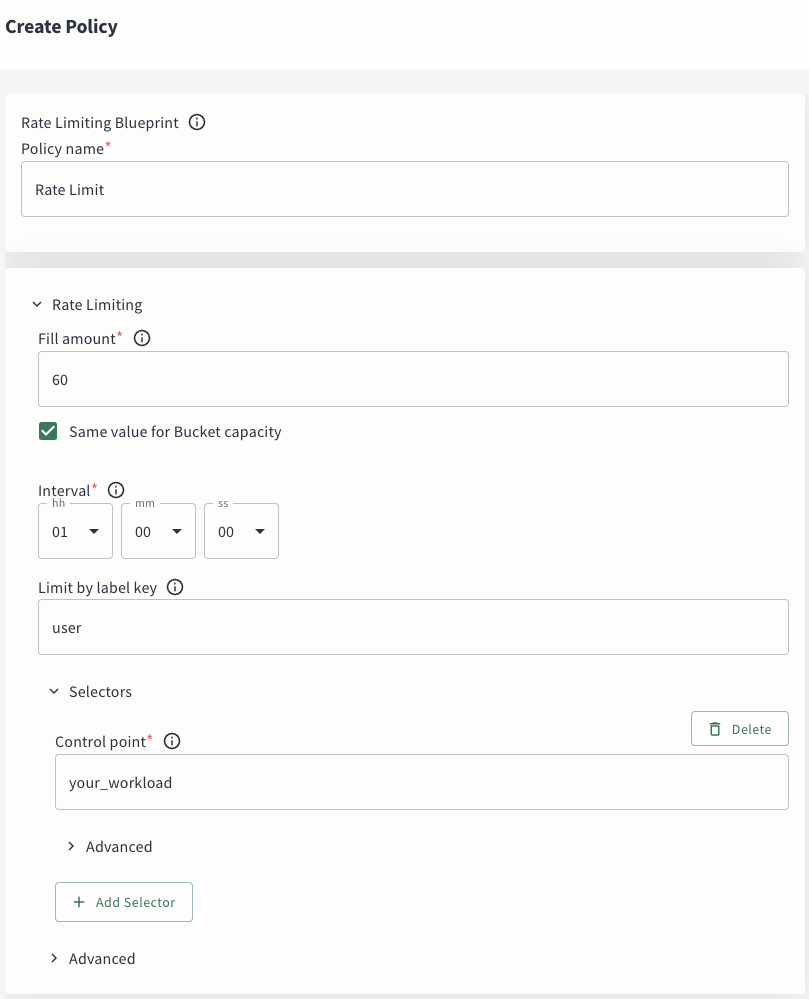 Create Policy
Rate Limiting Blueprint
Policy name*
Rate Limit
Rate Limiting
Fill amount*
60
Same value for Bucket capacity
Interval*
hh mm ss
01 00 00
Limit by label key
user
Selectors
Delete
Control point*
your_workload
Advanced
+ Add Selector
Advanced